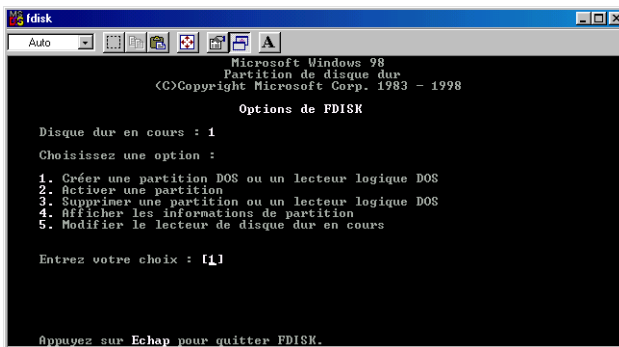 fdisk
Auto
A
Microsoft Windows 98
Partition de disque dur
(C)Copyright Microsoft Corp. 1983 - 1998
Options de FDISK
Disque dur en cours : 1
Choisissez une option :
1. Créer une partition DOS ou un lecteur logique DOS
2. Activer une partition
3. Supprimer une partition ou un lecteur logique DOS
4. Afficher les informations de partition
5. Modifier le lecteur de disque dur en cours
Entrez votre choix : [1]
Appuyez sur Echap pour quitter FDISK.